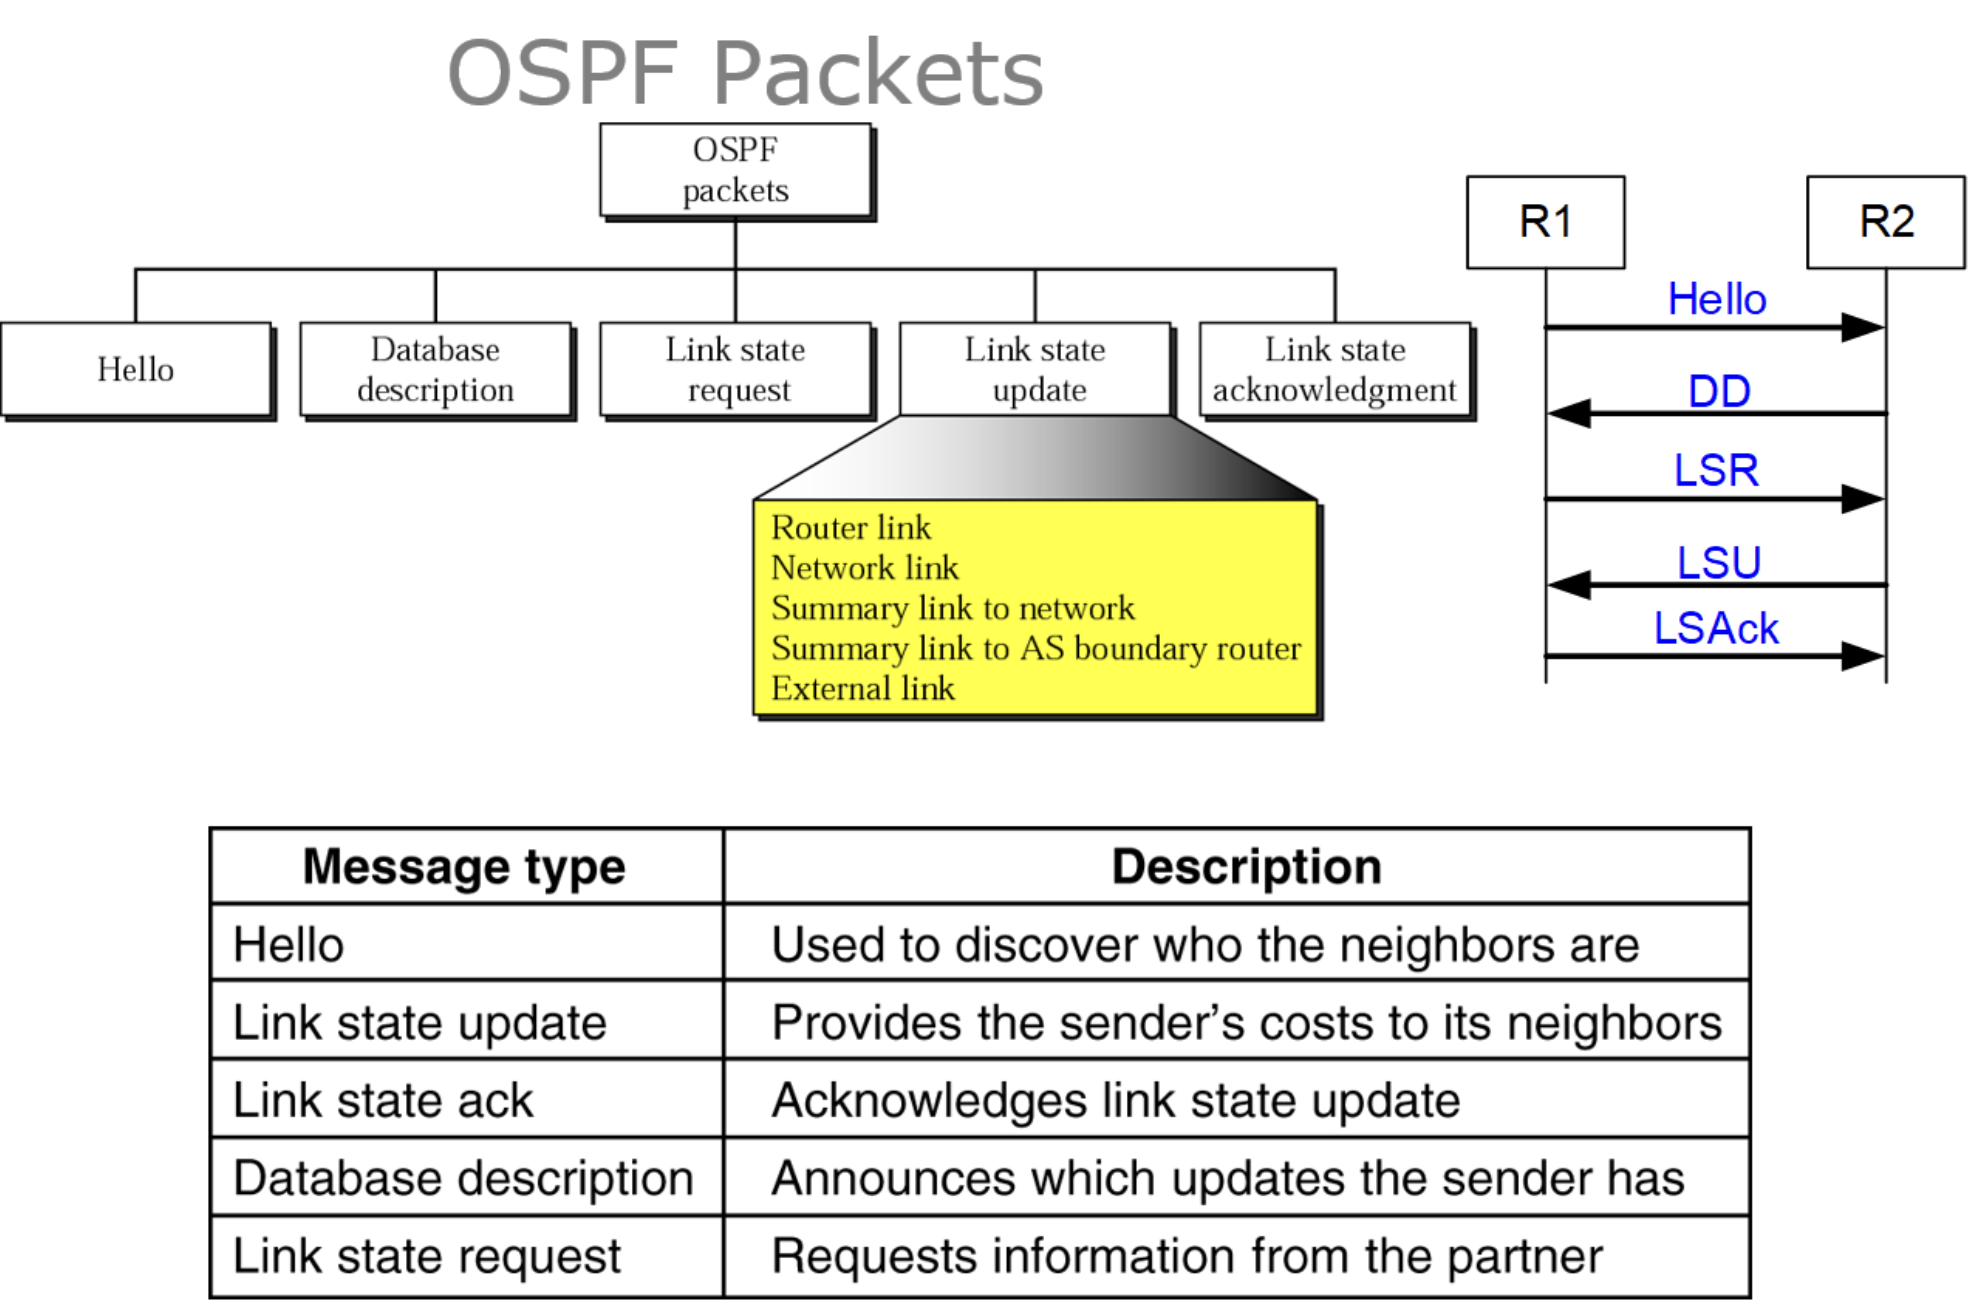 OSPF Packets
OSPF
packets
Hello
Database
description
Link state
request
Link state
update
Link state
acknowledgment
Router link
Network link
Summary link to network
Summary link to AS boundary router
External link
R1
R2
Hello
DD
LSR
LSU
LSAck
Message type Description
Hello Used to discover who the neighbors are
Link state update Provides the sender's costs to its neighbors
Link state ack Acknowledges link state update
Database description Announces which updates the sender has
Link state request Requests information from the partner